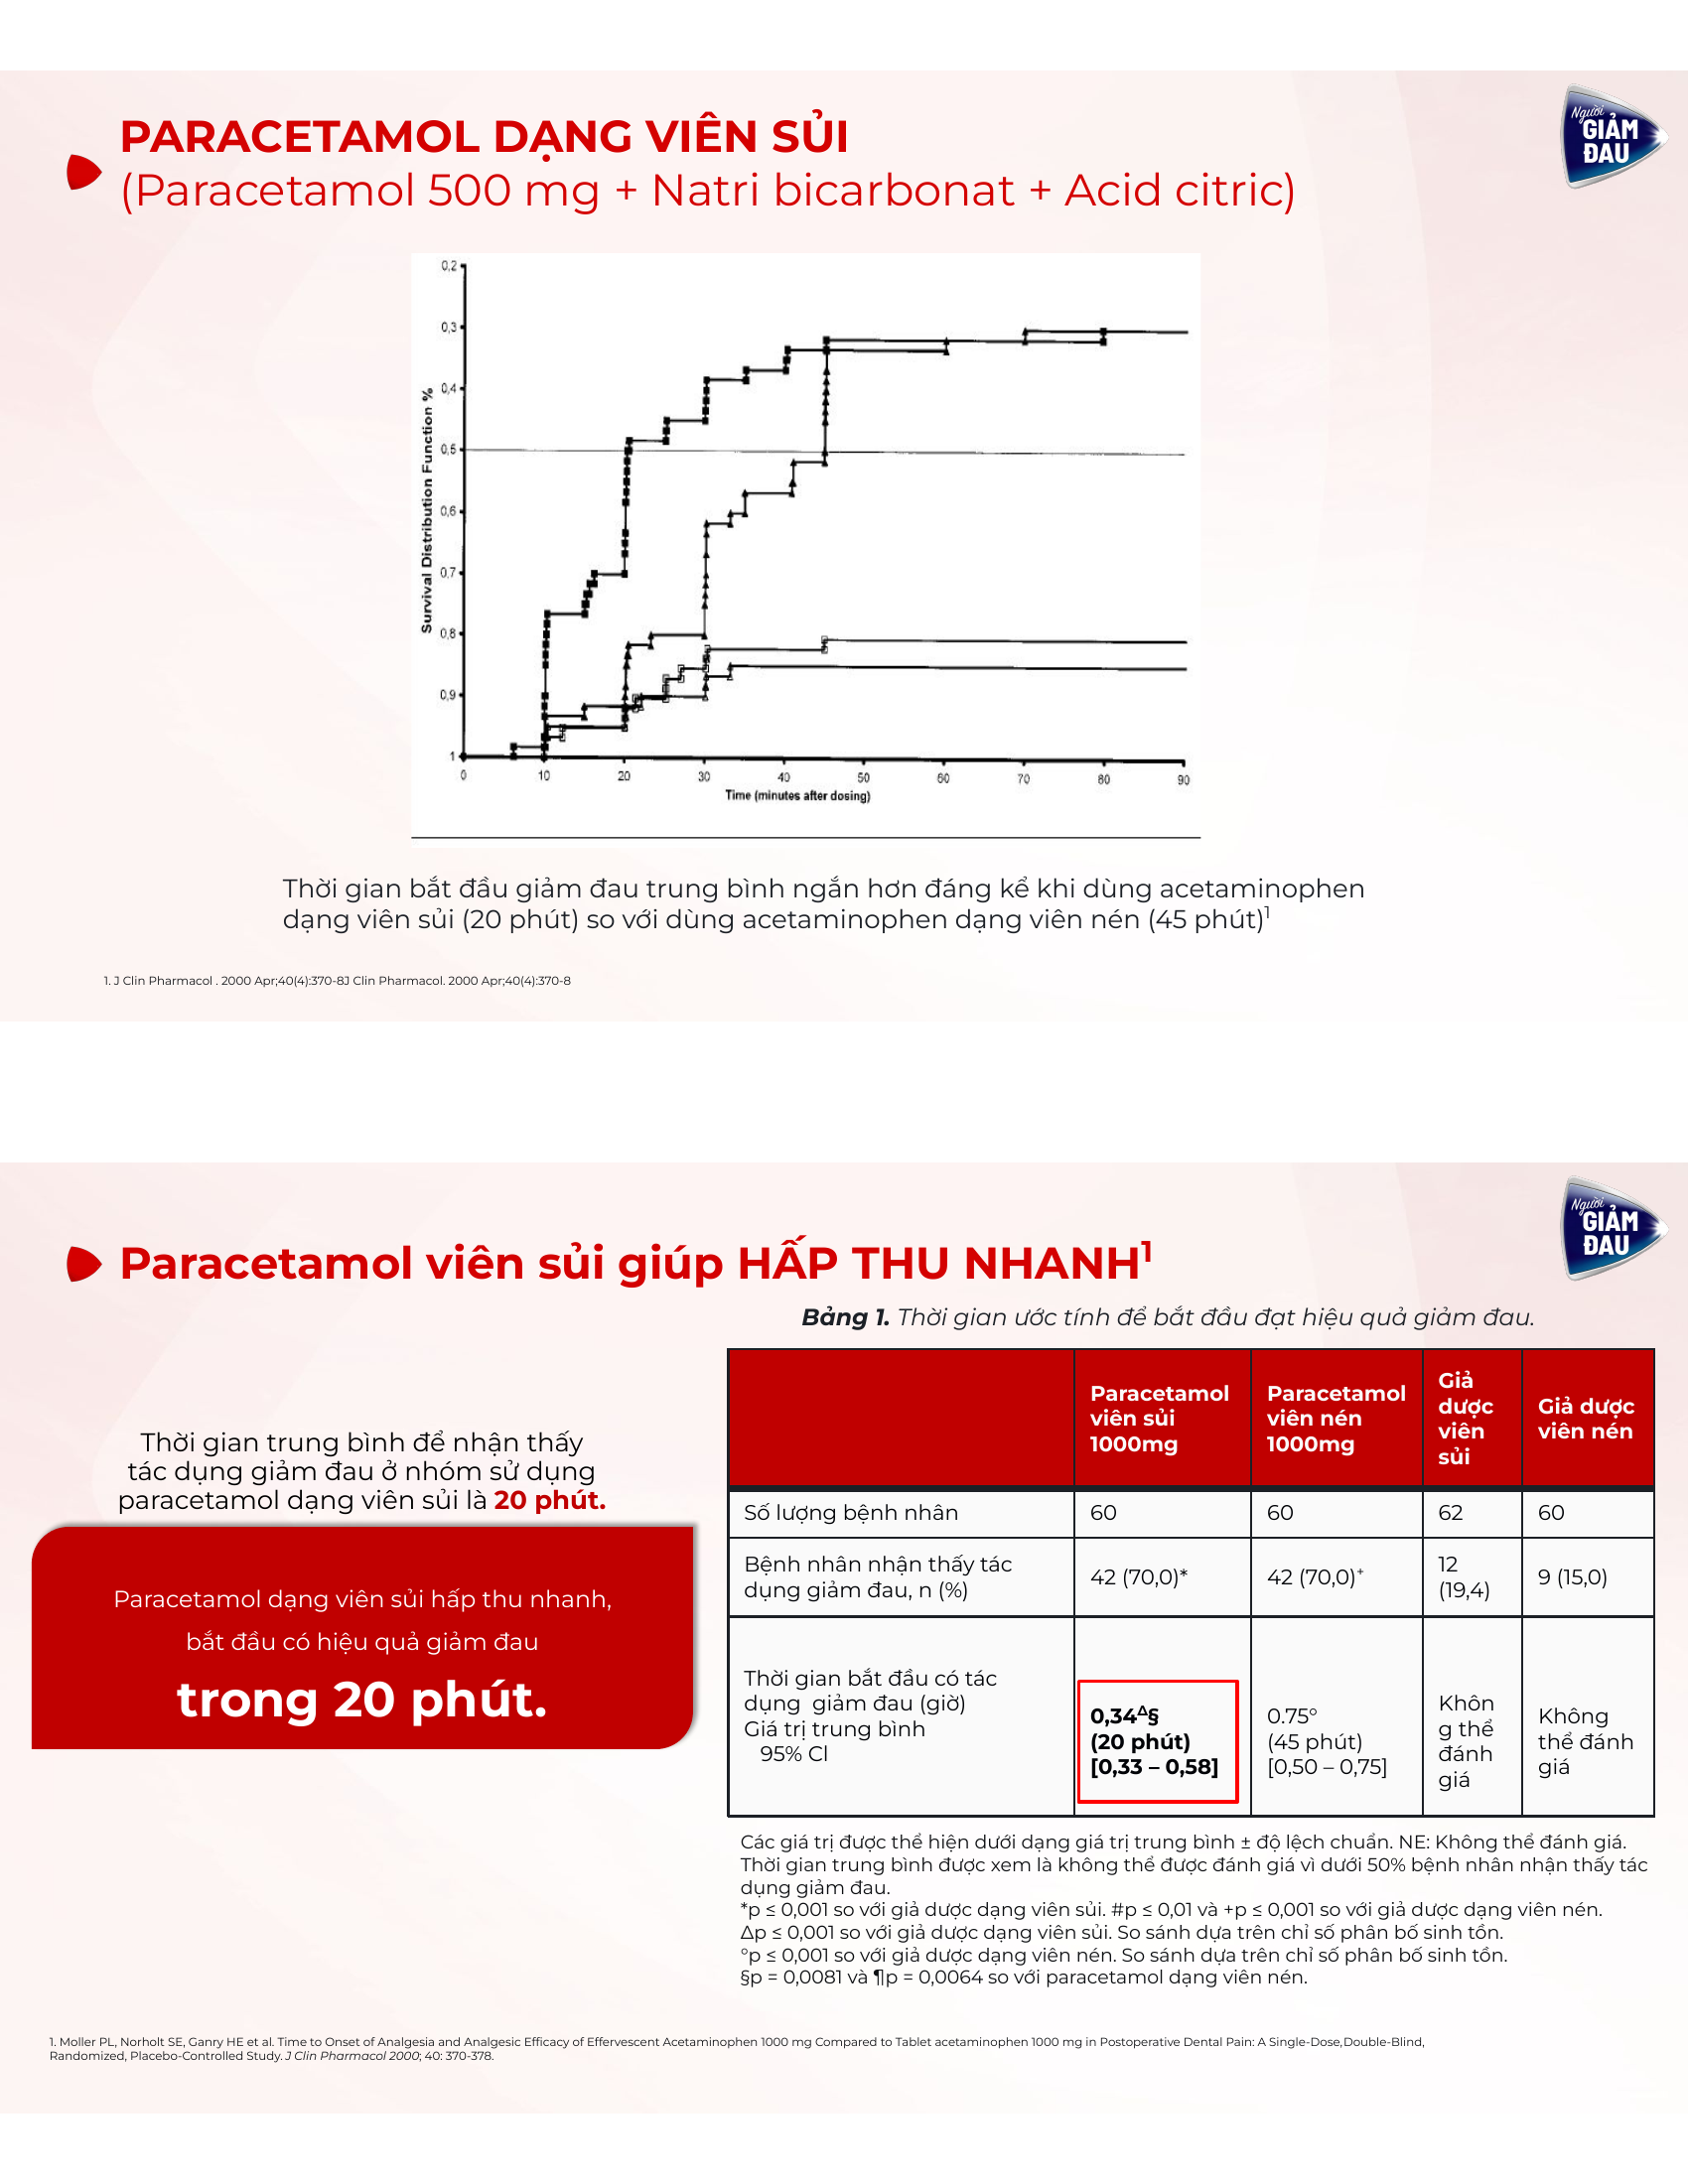 PARACETAMOL DẠNG VIÊN SỦI
(Paracetamol 500 mg + Natri bicarbonat + Acid citric)
Người
GIẢM
ĐAU
0,2
0,3
0,4
0,5
0,6
0,7
0,8
0,9
1
Survival Distribution Function %
0
10
20
30
40
50
60
70
80
90
Time (minutes after dosing)
Thời gian bắt đầu giảm đau trung bình ngắn hơn đáng kể khi dùng acetaminophen
dạng viên sủi (20 phút) so với dùng acetaminophen dạng viên nén (45 phút)¹
1. J Clin Pharmacol . 2000 Apr;40(4):370-8J Clin Pharmacol. 2000 Apr;40(4):370-8
Người
GIẢM
ĐAU
Paracetamol viên sủi giúp HẤP THU NHANH¹
Thời gian trung bình để nhận thấy
tác dụng giảm đau ở nhóm sử dụng
paracetamol dạng viên sủi là 20 phút.
Paracetamol dạng viên sủi hấp thu nhanh,
bắt đầu có hiệu quả giảm đau
trong 20 phút.
Bảng 1. Thời gian ước tính để bắt đầu đạt hiệu quả giảm đau.
Paracetamol
viên sủi
1000mg
Paracetamol
viên nén
1000mg
Giả
dược
viên
sủi
Giả dược
viên nén
Số lượng bệnh nhân
60
60
62
60
Bệnh nhân nhận thấy tác
dụng giảm đau, n (%)
42 (70,0)*
42 (70,0)⁺
12
(19,4)
9 (15,0)
Thời gian bắt đầu có tác
dụng giảm đau (giờ)
Giá trị trung bình
95% Cl
0,34Δ§
(20 phút)
[0,33 – 0,58]
0.75°
(45 phút)
[0,50 – 0,75]
Khôn
g thể
đánh
giá
Không
thể đánh
giá
Các giá trị được thể hiện dưới dạng giá trị trung bình ± độ lệch chuẩn. NE: Không thể đánh giá.
Thời gian trung bình được xem là không thể được đánh giá vì dưới 50% bệnh nhân nhận thấy tác
dụng giảm đau.
*p ≤ 0,001 so với giả dược dạng viên sủi. #p ≤ 0,01 và +p ≤ 0,001 so với giả dược dạng viên nén.
Δp ≤ 0,001 so với giả dược dạng viên sủi. So sánh dựa trên chỉ số phân bố sinh tồn.
°p ≤ 0,001 so với giả dược dạng viên nén. So sánh dựa trên chỉ số phân bố sinh tồn.
§p = 0,0081 và ¶p = 0,0064 so với paracetamol dạng viên nén.
1. Moller PL, Norholt SE, Ganry HE et al. Time to Onset of Analgesia and Analgesic Efficacy of Effervescent Acetaminophen 1000 mg Compared to Tablet acetaminophen 1000 mg in Postoperative Dental Pain: A Single-Dose,Double-Blind,
Randomized, Placebo-Controlled Study. J Clin Pharmacol 2000; 40: 370-378.